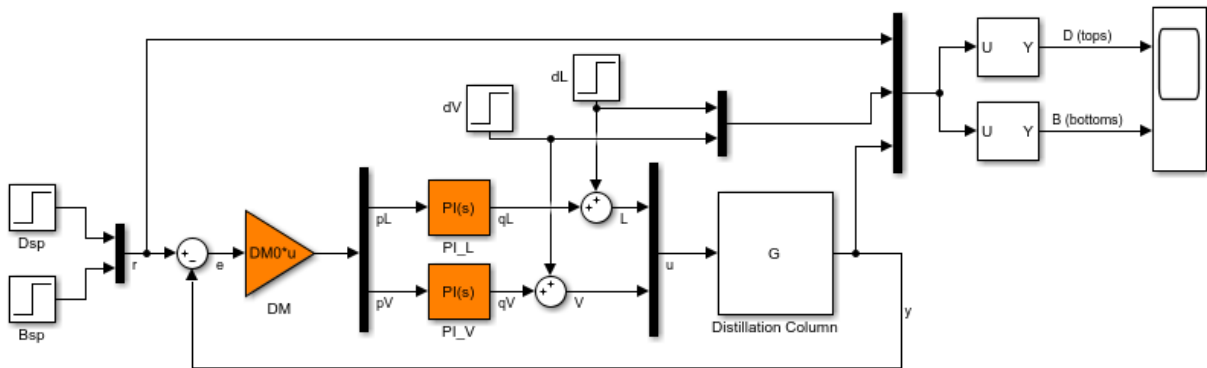 dL
dV
U
Y
D (tops)
U
Y
B (bottoms)
Dsp
Bsp
r
+
−
e
DM0*u
DM
pL
PI(s)
qL
PI_L
+
+
L
pV
PI(s)
qV
PI_V
+
+
V
u
G
Distillation Column
y